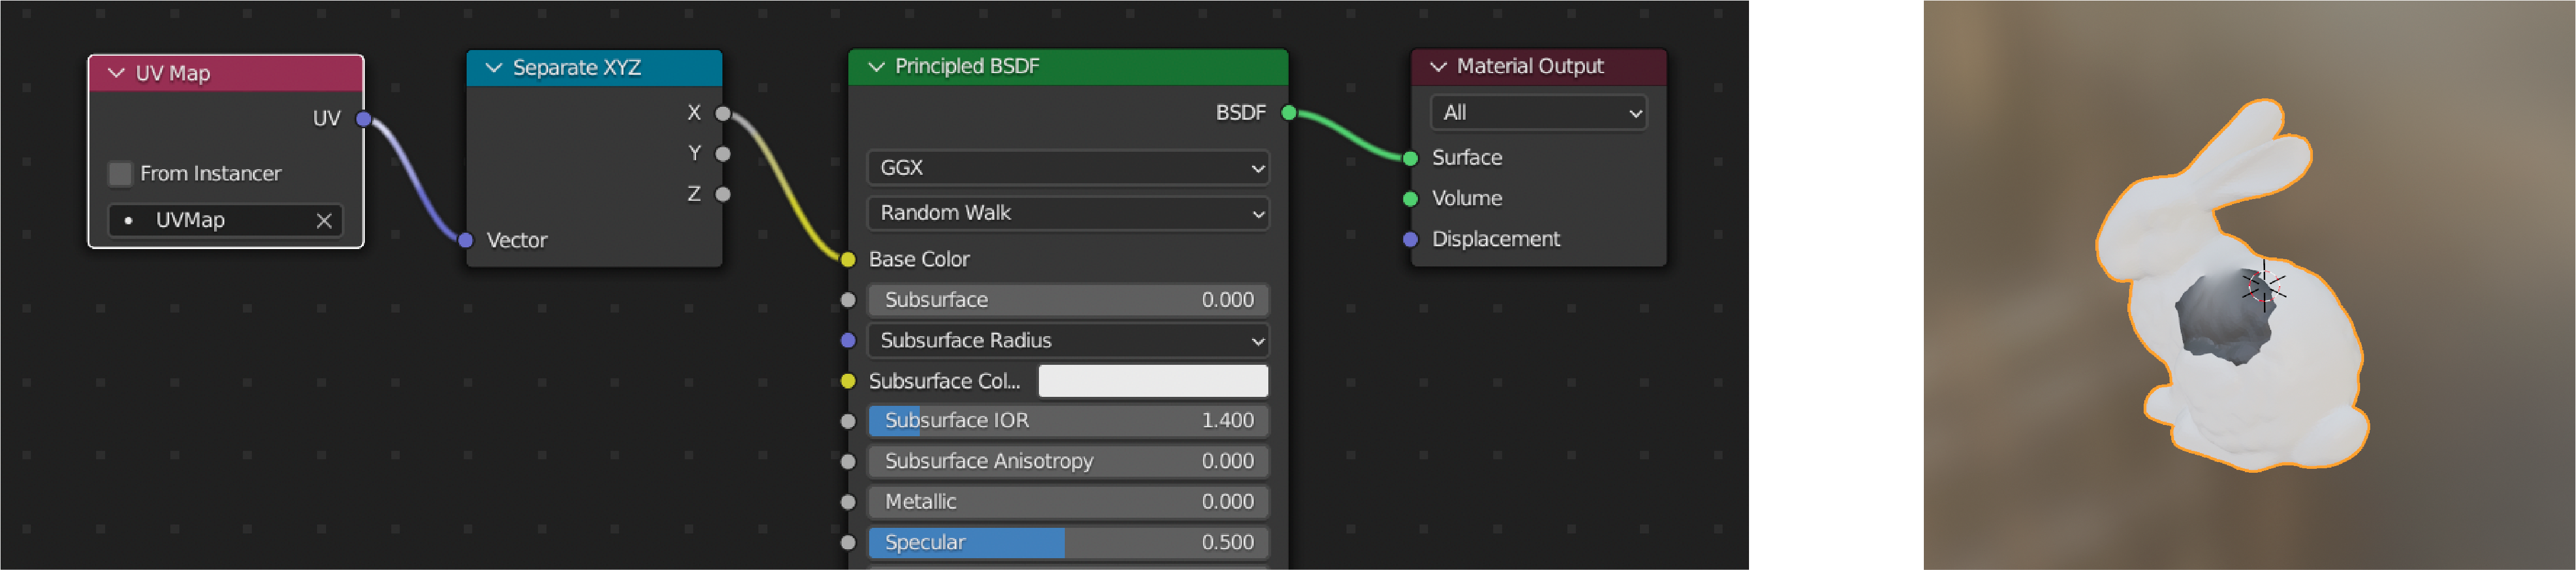 UV Map
UV
From Instancer
UVMap
Separate XYZ
X
Y
Z
Vector
Principled BSDF
BSDF
GGX
Random Walk
Base Color
Subsurface 0.000
Subsurface Radius
Subsurface Col...
Subsurface IOR 1.400
Subsurface Anisotropy 0.000
Metallic 0.000
Specular 0.500
Material Output
All
Surface
Volume
Displacement